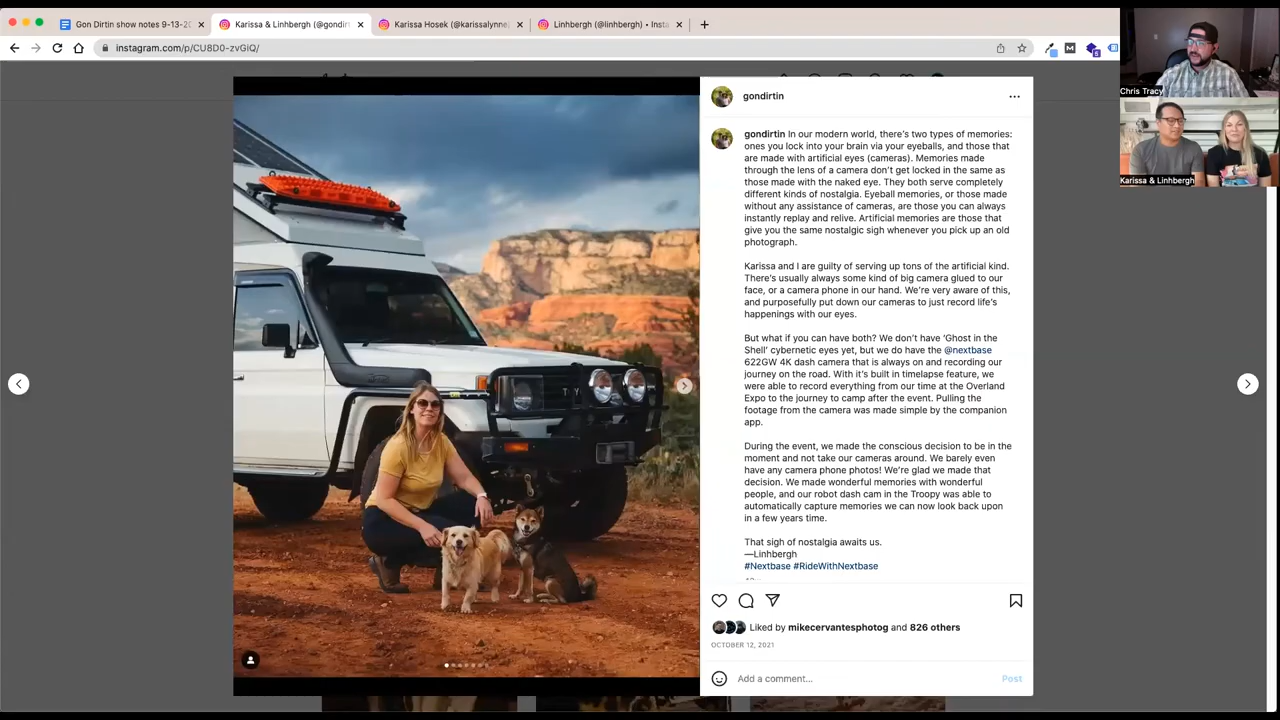 Gon Dirtin show notes 9-13-20
Karissa & Linhbergh (@gondirt
Karissa Hosek (@karissalynne
Linhbergh (@linhbergh) • Insta
instagram.com/p/CU8D0-zvGiQ/
Chris Tracy
Karissa & Linhbergh
gondirtin
gondirtin In our modern world, there's two types of memories:
ones you lock into your brain via your eyeballs, and those that
are made with artificial eyes (cameras). Memories made
through the lens of a camera don't get locked in the same as
those made with the naked eye. They both serve completely
different kinds of nostalgia. Eyeball memories, or those made
without any assistance of cameras, are those you can always
instantly replay and relive. Artificial memories are those that
give you the same nostalgic sigh whenever you pick up an old
photograph.
Karissa and I are guilty of serving up tons of the artificial kind.
There's usually always some kind of big camera glued to our
face, or a camera phone in our hand. We're very aware of this,
and purposefully put down our cameras to just record life's
happenings with our eyes.
But what if you can have both? We don't have 'Ghost in the
Shell' cybernetic eyes yet, but we do have the @nextbase
622GW 4K dash camera that is always on and recording our
journey on the road. With it's built in timelapse feature, we
were able to record everything from our time at the Overland
Expo to the journey to camp after the event. Pulling the
footage from the camera was made simple by the companion
app.
During the event, we made the conscious decision to be in the
moment and not take our cameras around. We barely even
have any camera phone photos! We're glad we made that
decision. We made wonderful memories with wonderful
people, and our robot dash cam in the Troopy was able to
automatically capture memories we can now look back upon
in a few years time.
That sigh of nostalgia awaits us.
—Linhbergh
#Nextbase #RideWithNextbase
Liked by mikecervantesphotog and 826 others
OCTOBER 12, 2021
Add a comment...
Post